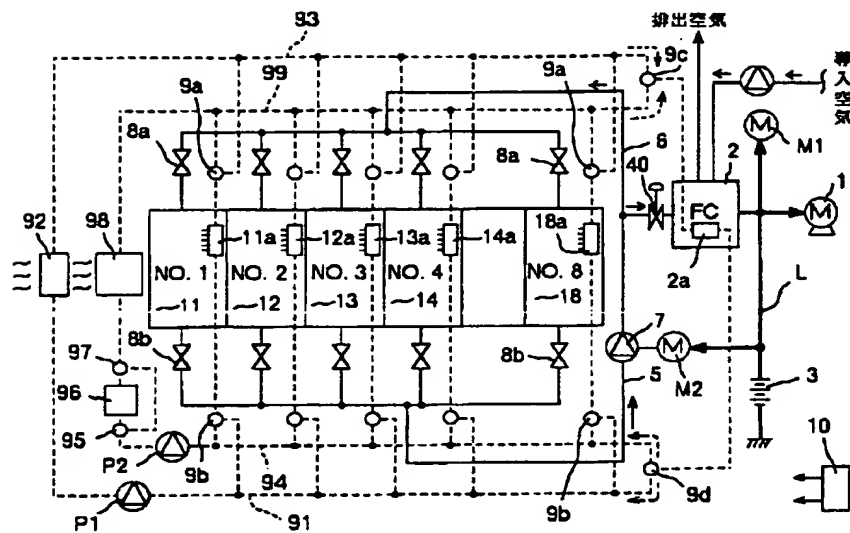 排出空気
導入空気
93
99
9a
9a
9c
8a
8a
6
40
2
M1
M
1
M
FC
2a
92
98
11a
12a
13a
14a
18a
NO. 1
NO. 2
NO. 3
NO. 4
NO. 8
11
12
13
14
18
L
7
M
M2
3
5
8b
8b
97
96
95
P2
9b
94
9b
9d
10
P1
91